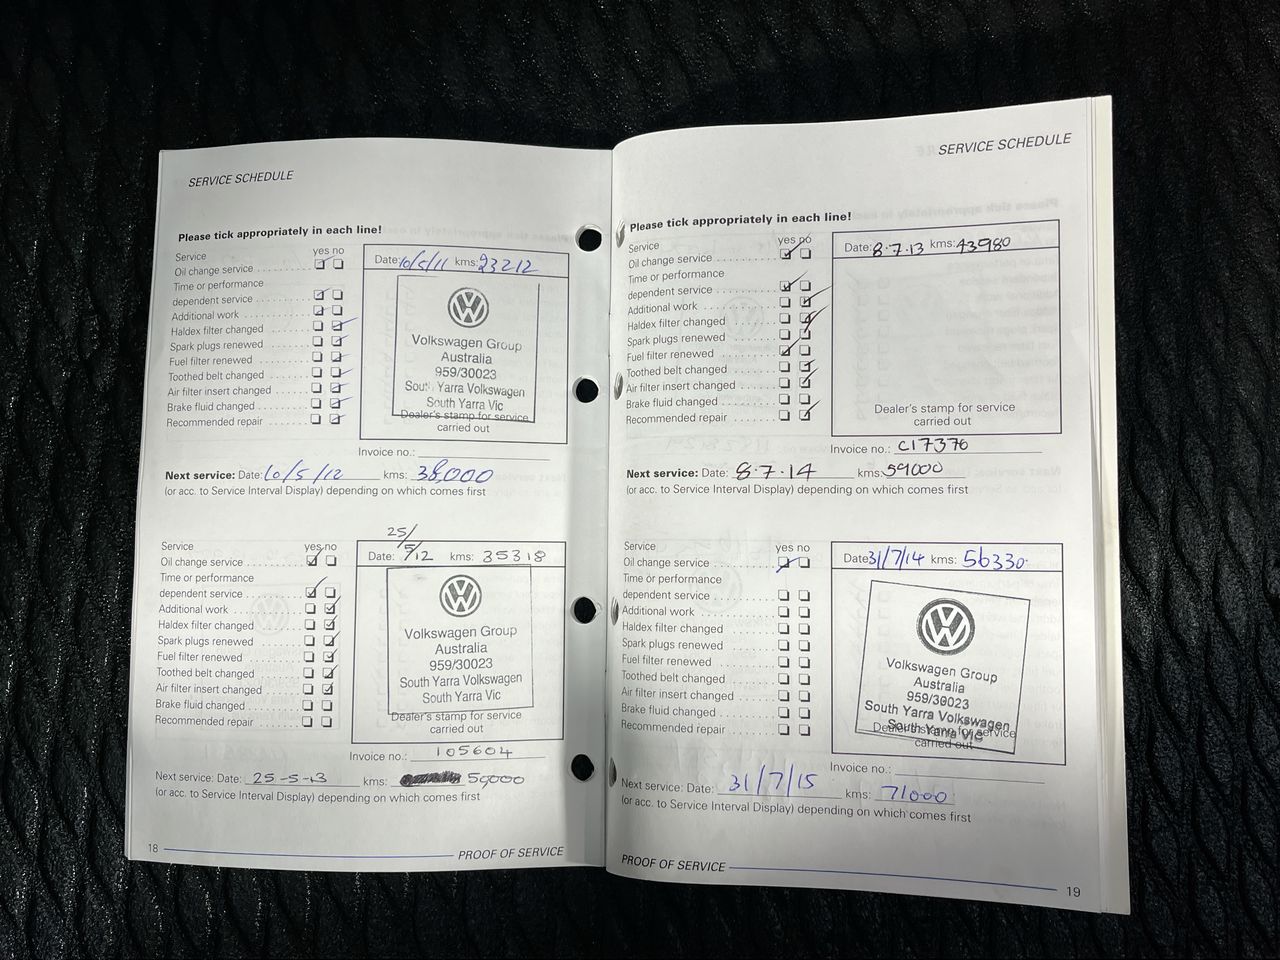 SERVICE SCHEDULE
Please tick appropriately in each line!
Service yes no
Oil change service
Time or performance
dependent service
Additional work
Haldex filter changed
Spark plugs renewed
Fuel filter renewed
Toothed belt changed
Air filter insert changed
Brake fluid changed
Recommended repair
Date: 10/5/11 kms: 23212
Volkswagen Group
Australia
959/30023
South Yarra Volkswagen
South Yarra Vic
Dealer's stamp for service
carried out
Invoice no.:
Next service: Date: 10/5/12 kms: 38,000
(or acc. to Service Interval Display) depending on which comes first
Service yes no
Oil change service
Time or performance
dependent service
Additional work
Haldex filter changed
Spark plugs renewed
Fuel filter renewed
Toothed belt changed
Air filter insert changed
Brake fluid changed
Recommended repair
25/
Date: 5/12 kms: 35318
Volkswagen Group
Australia
959/30023
South Yarra Volkswagen
South Yarra Vic
Dealer's stamp for service
carried out
Invoice no.: 105604
Next service: Date: 25-5-13 kms: 50000
(or acc. to Service Interval Display) depending on which comes first
18 PROOF OF SERVICE
SERVICE SCHEDULE
Please tick appropriately in each line!
Service yes no
Oil change service
Time or performance
dependent service
Additional work
Haldex filter changed
Spark plugs renewed
Fuel filter renewed
Toothed belt changed
Air filter insert changed
Brake fluid changed
Recommended repair
Date: 8.7.13 kms: 43980
Dealer's stamp for service
carried out
Invoice no.: C17376
Next service: Date: 8.7.14 kms: 59000
(or acc. to Service Interval Display) depending on which comes first
Service yes no
Oil change service
Time or performance
dependent service
Additional work
Haldex filter changed
Spark plugs renewed
Fuel filter renewed
Toothed belt changed
Air filter insert changed
Brake fluid changed
Recommended repair
Date 31/7/14 kms: 56330.
Volkswagen Group
Australia
959/30023
South Yarra Volkswagen
South Yarra Vic
Dealer's stamp for service
carried out
Invoice no.:
Next service: Date: 31/7/15 kms: 71000
(or acc. to Service Interval Display) depending on which comes first
PROOF OF SERVICE 19